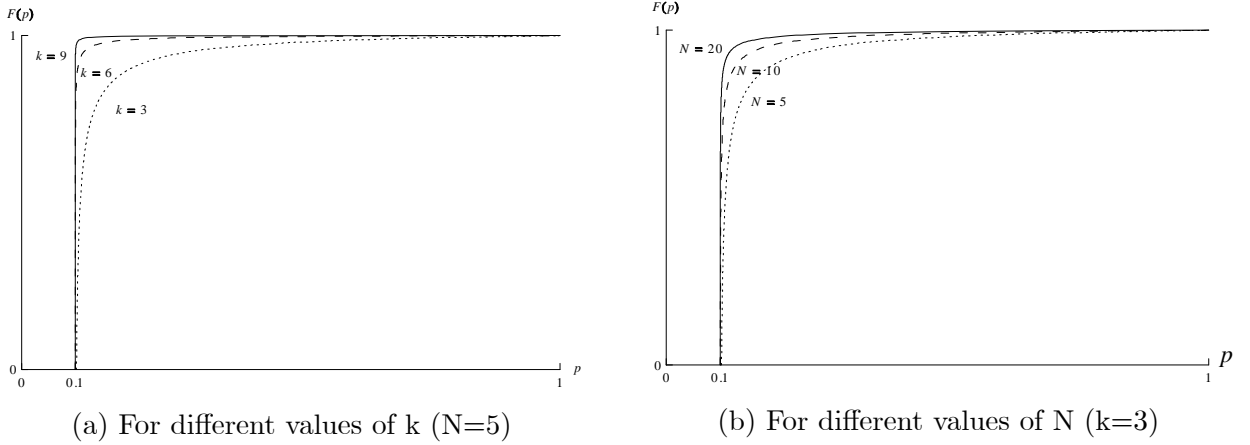 F(p)
1
k = 9
k = 6
k = 3
0
0
0.1
1
p
(a) For different values of k (N=5)
F(p)
1
N = 20
N = 10
N = 5
0
0
0.1
1
p
(b) For different values of N (k=3)